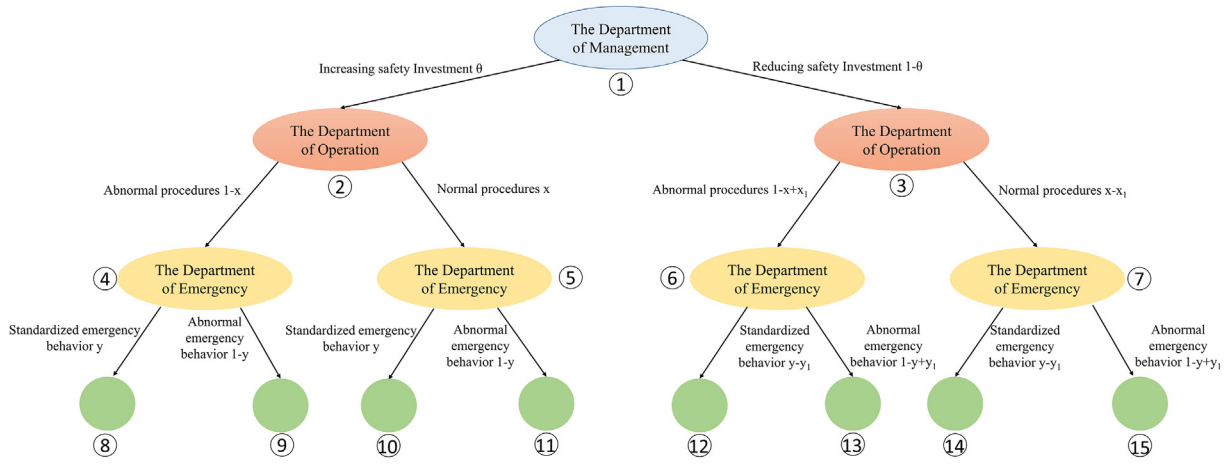 The Department
of Management
Increasing safety Investment θ
Reducing safety Investment 1-θ
①
The Department
of Operation
The Department
of Operation
②
③
Abnormal procedures 1-x
Normal procedures x
Abnormal procedures 1-x+x₁
Normal procedures x-x₁
④
The Department
of Emergency
The Department
of Emergency
⑤
⑥
The Department
of Emergency
The Department
of Emergency
⑦
Standardized emergency
behavior y
Abnormal
emergency
behavior 1-y
Standardized emergency
behavior y
Abnormal
emergency
behavior 1-y
Standardized
emergency
behavior y-y₁
Abnormal
emergency
behavior 1-y+y₁
Standardized
emergency
behavior y-y₁
Abnormal
emergency
behavior 1-y+y₁
⑧
⑨
⑩
⑪
⑫
⑬
⑭
⑮